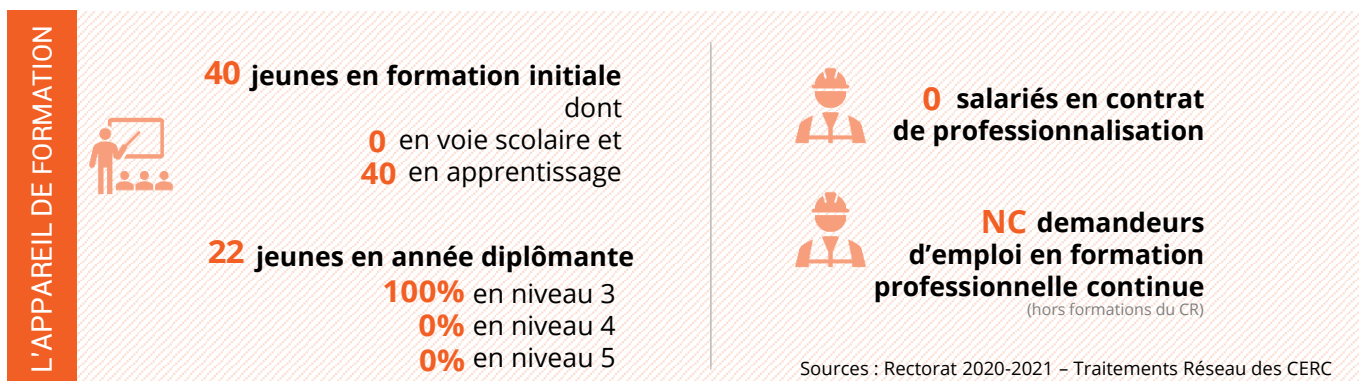 L'APPAREIL DE FORMATION
40 jeunes en formation initiale
dont
0 en voie scolaire et
40 en apprentissage
22 jeunes en année diplômante
100% en niveau 3
0% en niveau 4
0% en niveau 5
0 salariés en contrat
de professionnalisation
NC demandeurs
d’emploi en formation
professionnelle continue
(hors formations du CR)
Sources : Rectorat 2020-2021 – Traitements Réseau des CERC